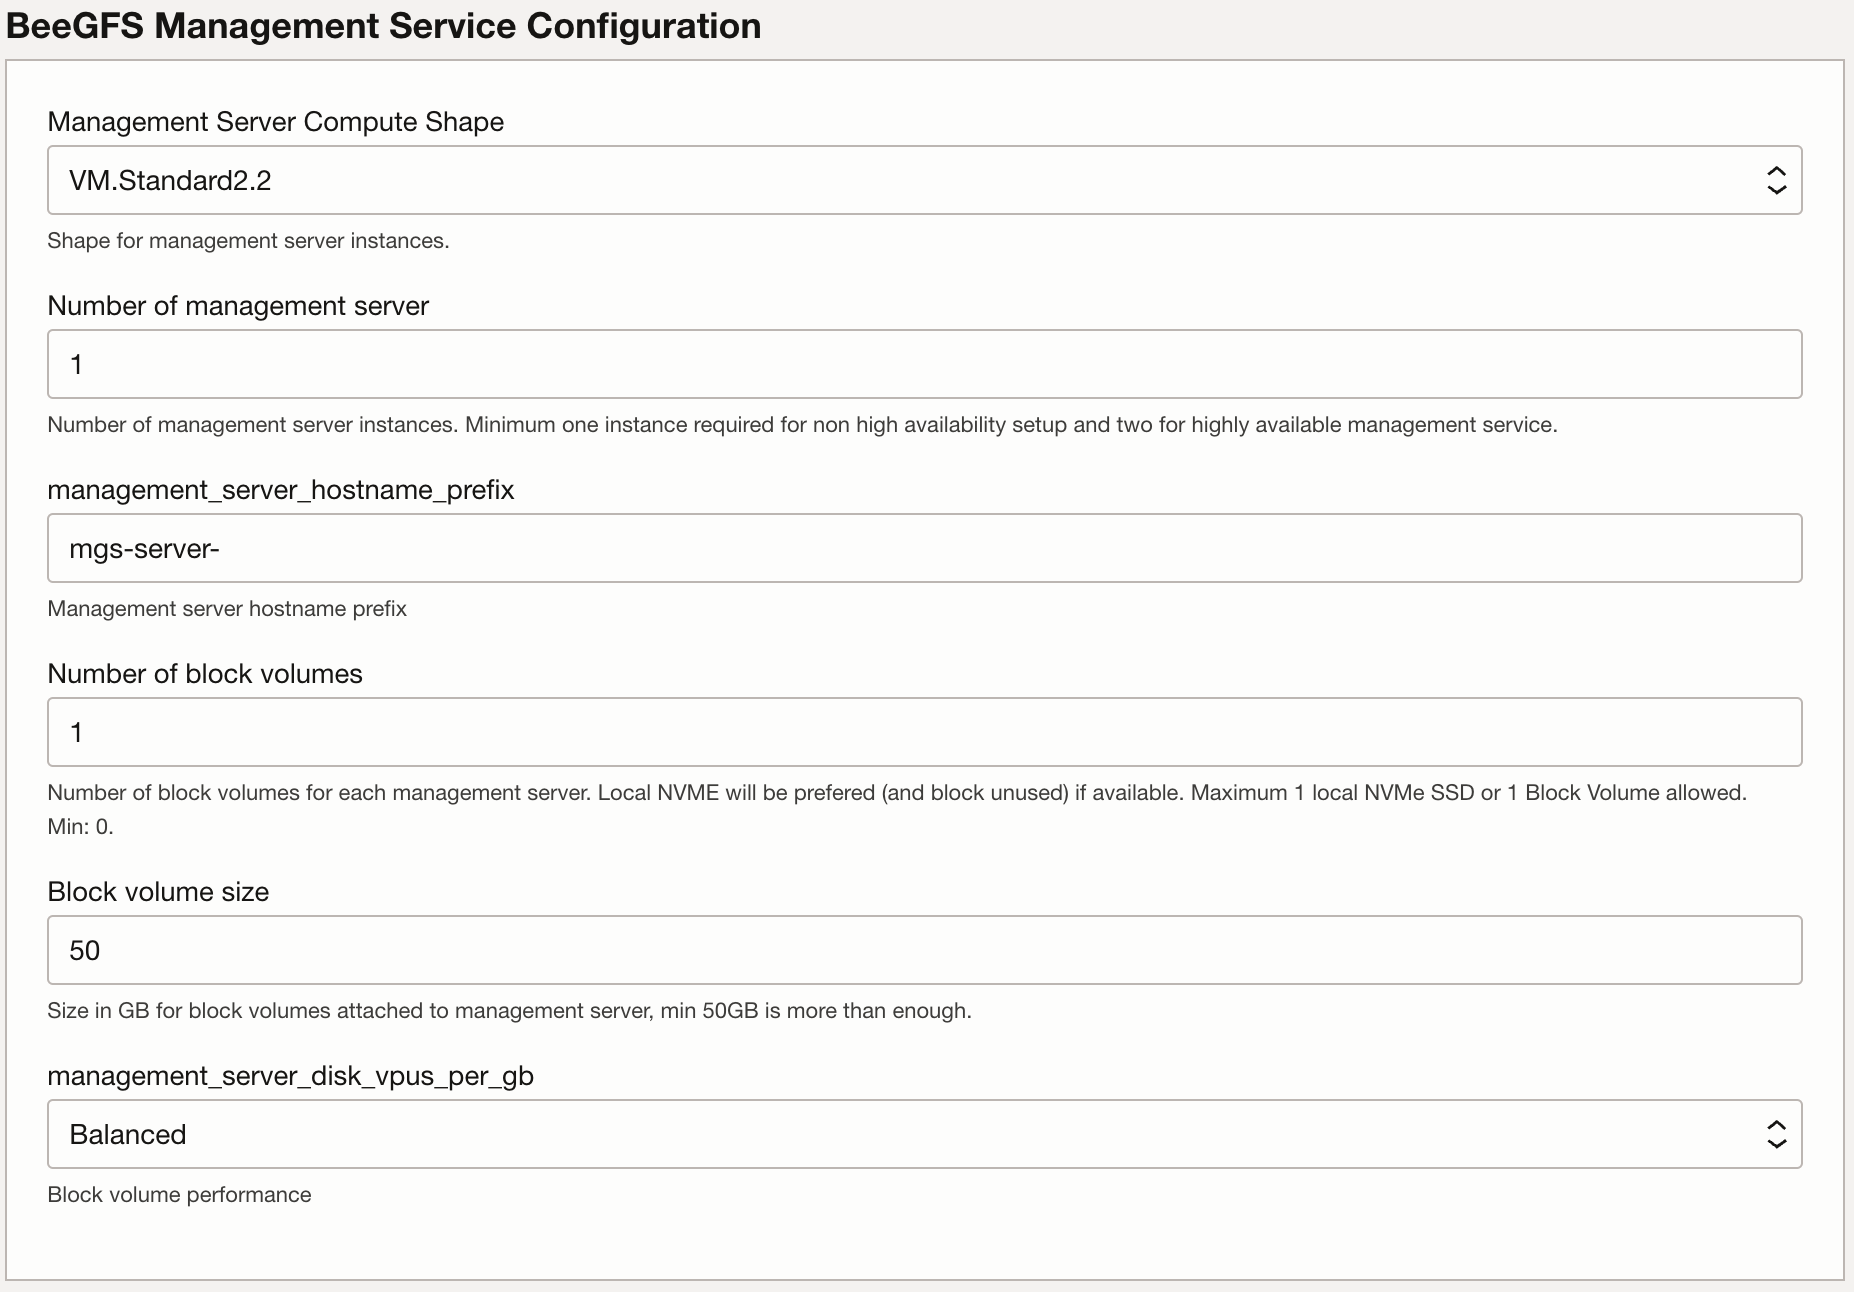 BeeGFS Management Service Configuration
Management Server Compute Shape
VM.Standard2.2
Shape for management server instances.
Number of management server
1
Number of management server instances. Minimum one instance required for non high availability setup and two for highly available management service.
management_server_hostname_prefix
mgs-server-
Management server hostname prefix
Number of block volumes
1
Number of block volumes for each management server. Local NVME will be prefered (and block unused) if available. Maximum 1 local NVMe SSD or 1 Block Volume allowed.
Min: 0.
Block volume size
50
Size in GB for block volumes attached to management server, min 50GB is more than enough.
management_server_disk_vpus_per_gb
Balanced
Block volume performance